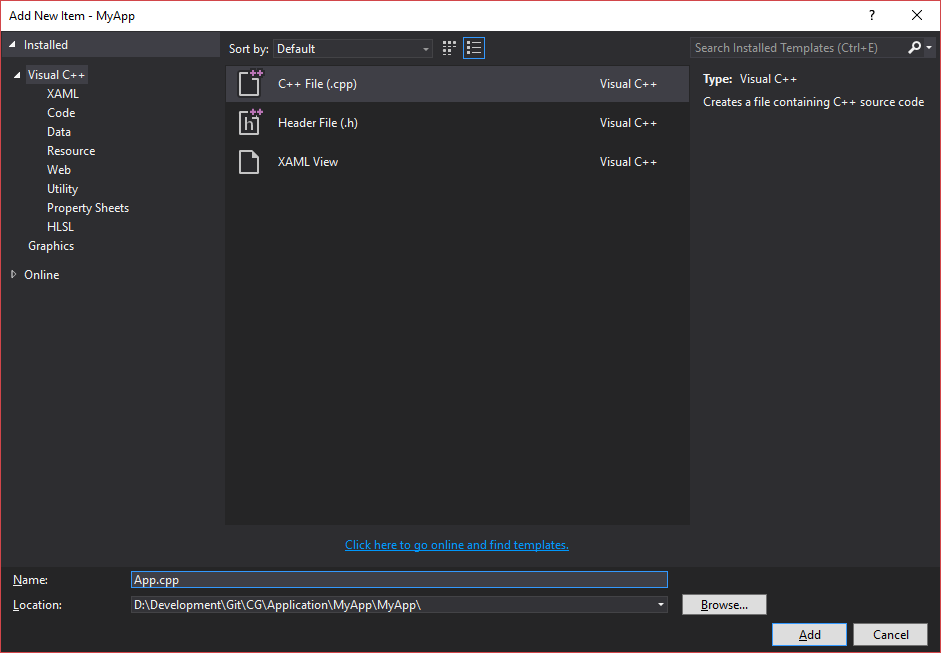 Add New Item - MyApp
?
Installed
Sort by: Default
Search Installed Templates (Ctrl+E)
Visual C++
XAML
Code
Data
Resource
Web
Utility
Property Sheets
HLSL
Graphics
Online
++ C++ File (.cpp) Visual C++
h++ Header File (.h) Visual C++
XAML View Visual C++
Type: Visual C++
Creates a file containing C++ source code
Click here to go online and find templates.
Name: App.cpp
Location: D:\Development\Git\CG\Application\MyApp\MyApp\
Browse...
Add Cancel